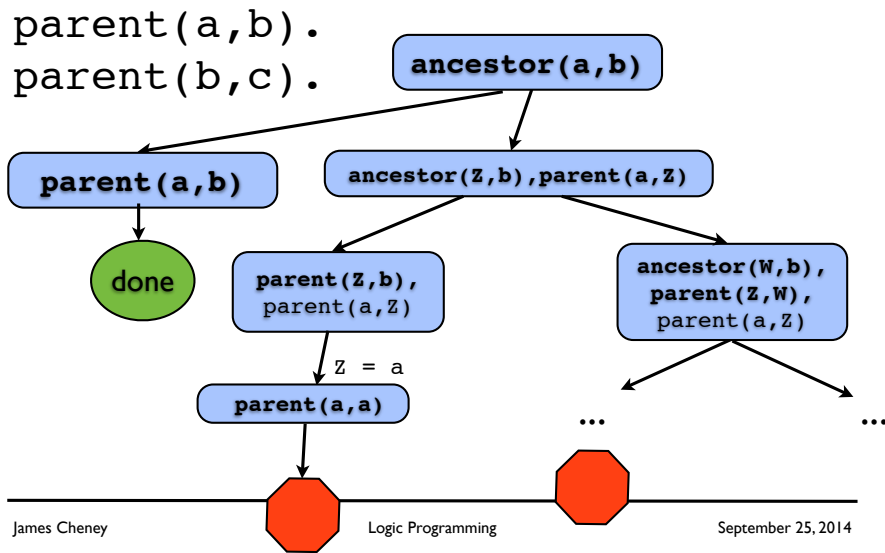 parent(a,b).
parent(b,c).
ancestor(a,b)
parent(a,b)
ancestor(Z,b),parent(a,Z)
done
parent(Z,b),
parent(a,Z)
ancestor(W,b),
parent(Z,W),
parent(a,Z)
Z = a
parent(a,a)
...
...
James Cheney
Logic Programming
September 25, 2014